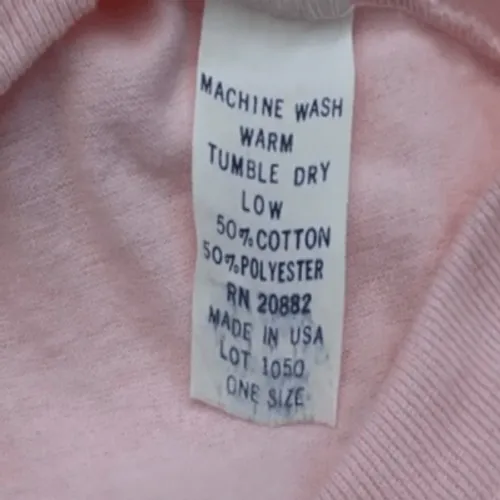 MACHINE WASH
WARM
TUMBLE DRY
LOW
50% COTTON
50% POLYESTER
RN 20882
MADE IN USA
LOT 1050
ONE SIZE